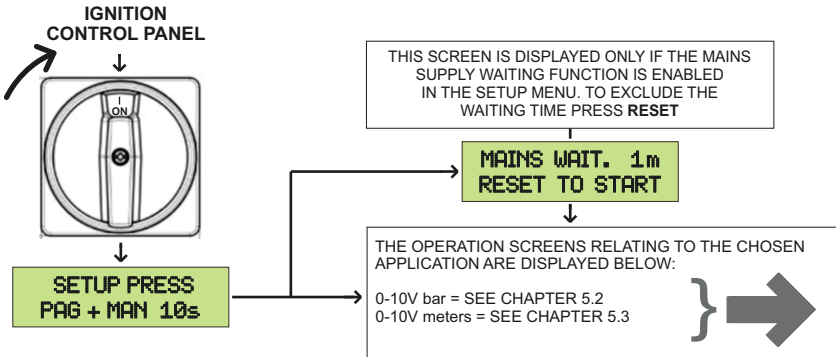 IGNITION
CONTROL PANEL
I
ON
SETUP PRESS
PAG + MAN 10s
THIS SCREEN IS DISPLAYED ONLY IF THE MAINS
SUPPLY WAITING FUNCTION IS ENABLED
IN THE SETUP MENU. TO EXCLUDE THE
WAITING TIME PRESS RESET
MAINS WAIT. 1m
RESET TO START
THE OPERATION SCREENS RELATING TO THE CHOSEN
APPLICATION ARE DISPLAYED BELOW:
0-10V bar = SEE CHAPTER 5.2
0-10V meters = SEE CHAPTER 5.3